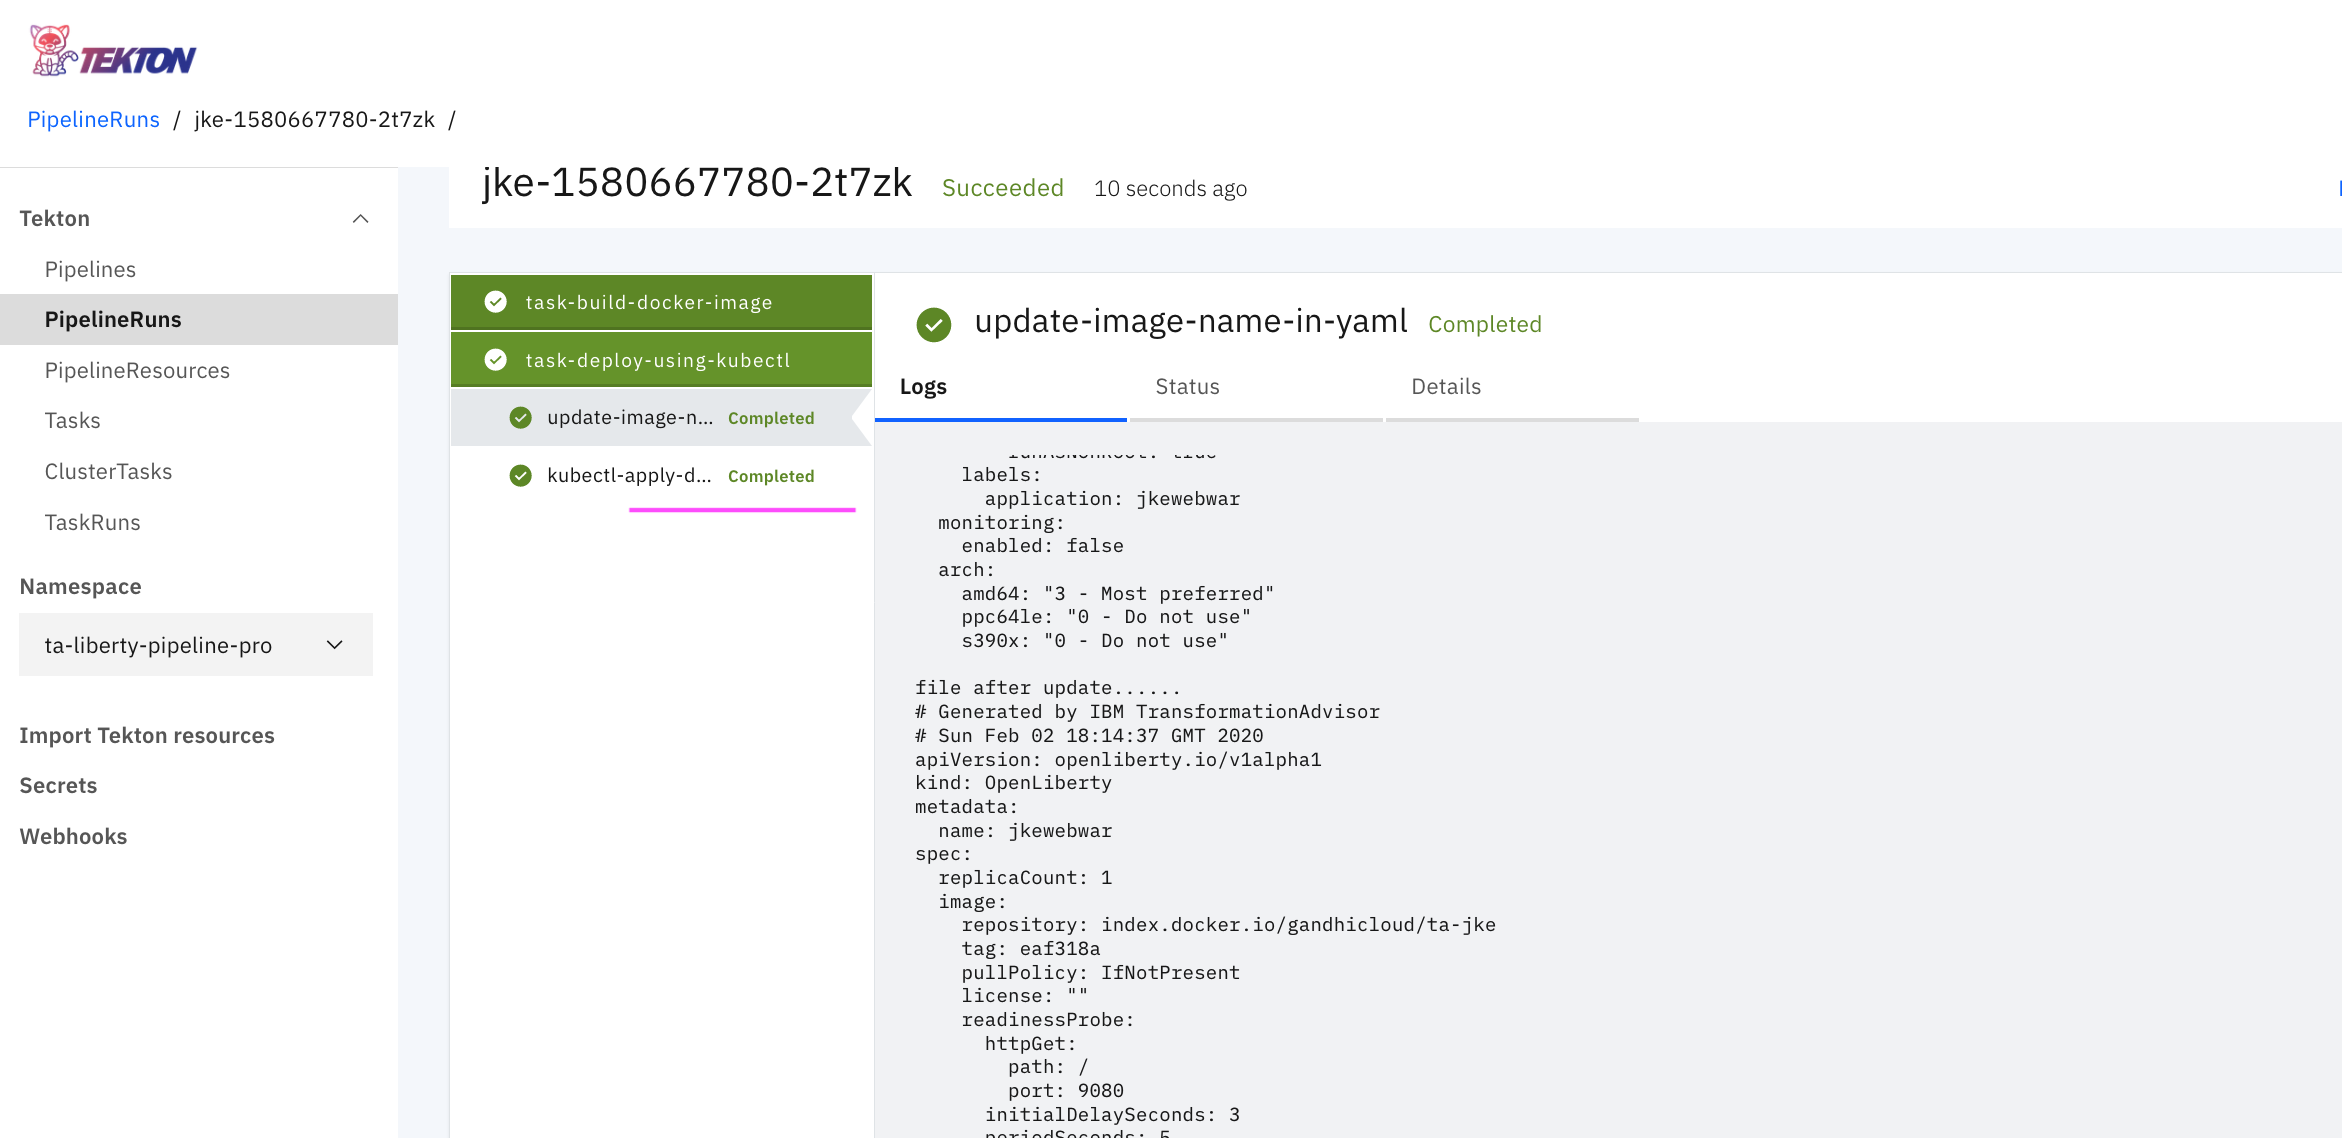 TEKTON
PipelineRuns / jke-1580667780-2t7zk /
jke-1580667780-2t7zk Succeeded 10 seconds ago
Tekton
Pipelines
PipelineRuns
PipelineResources
Tasks
ClusterTasks
TaskRuns
Namespace
ta-liberty-pipeline-pro
Import Tekton resources
Secrets
Webhooks
task-build-docker-image
task-deploy-using-kubectl
update-image-n... Completed
kubectl-apply-d... Completed
update-image-name-in-yaml Completed
Logs Status Details
runAsNonRoot: true
labels:
application: jkewebwar
monitoring:
enabled: false
arch:
amd64: "3 - Most preferred"
ppc64le: "0 - Do not use"
s390x: "0 - Do not use"
file after update......
# Generated by IBM TransformationAdvisor
# Sun Feb 02 18:14:37 GMT 2020
apiVersion: openliberty.io/v1alpha1
kind: OpenLiberty
metadata:
name: jkewebwar
spec:
replicaCount: 1
image:
repository: index.docker.io/gandhicloud/ta-jke
tag: eaf318a
pullPolicy: IfNotPresent
license: ""
readinessProbe:
httpGet:
path: /
port: 9080
initialDelaySeconds: 3
periodSeconds: 5